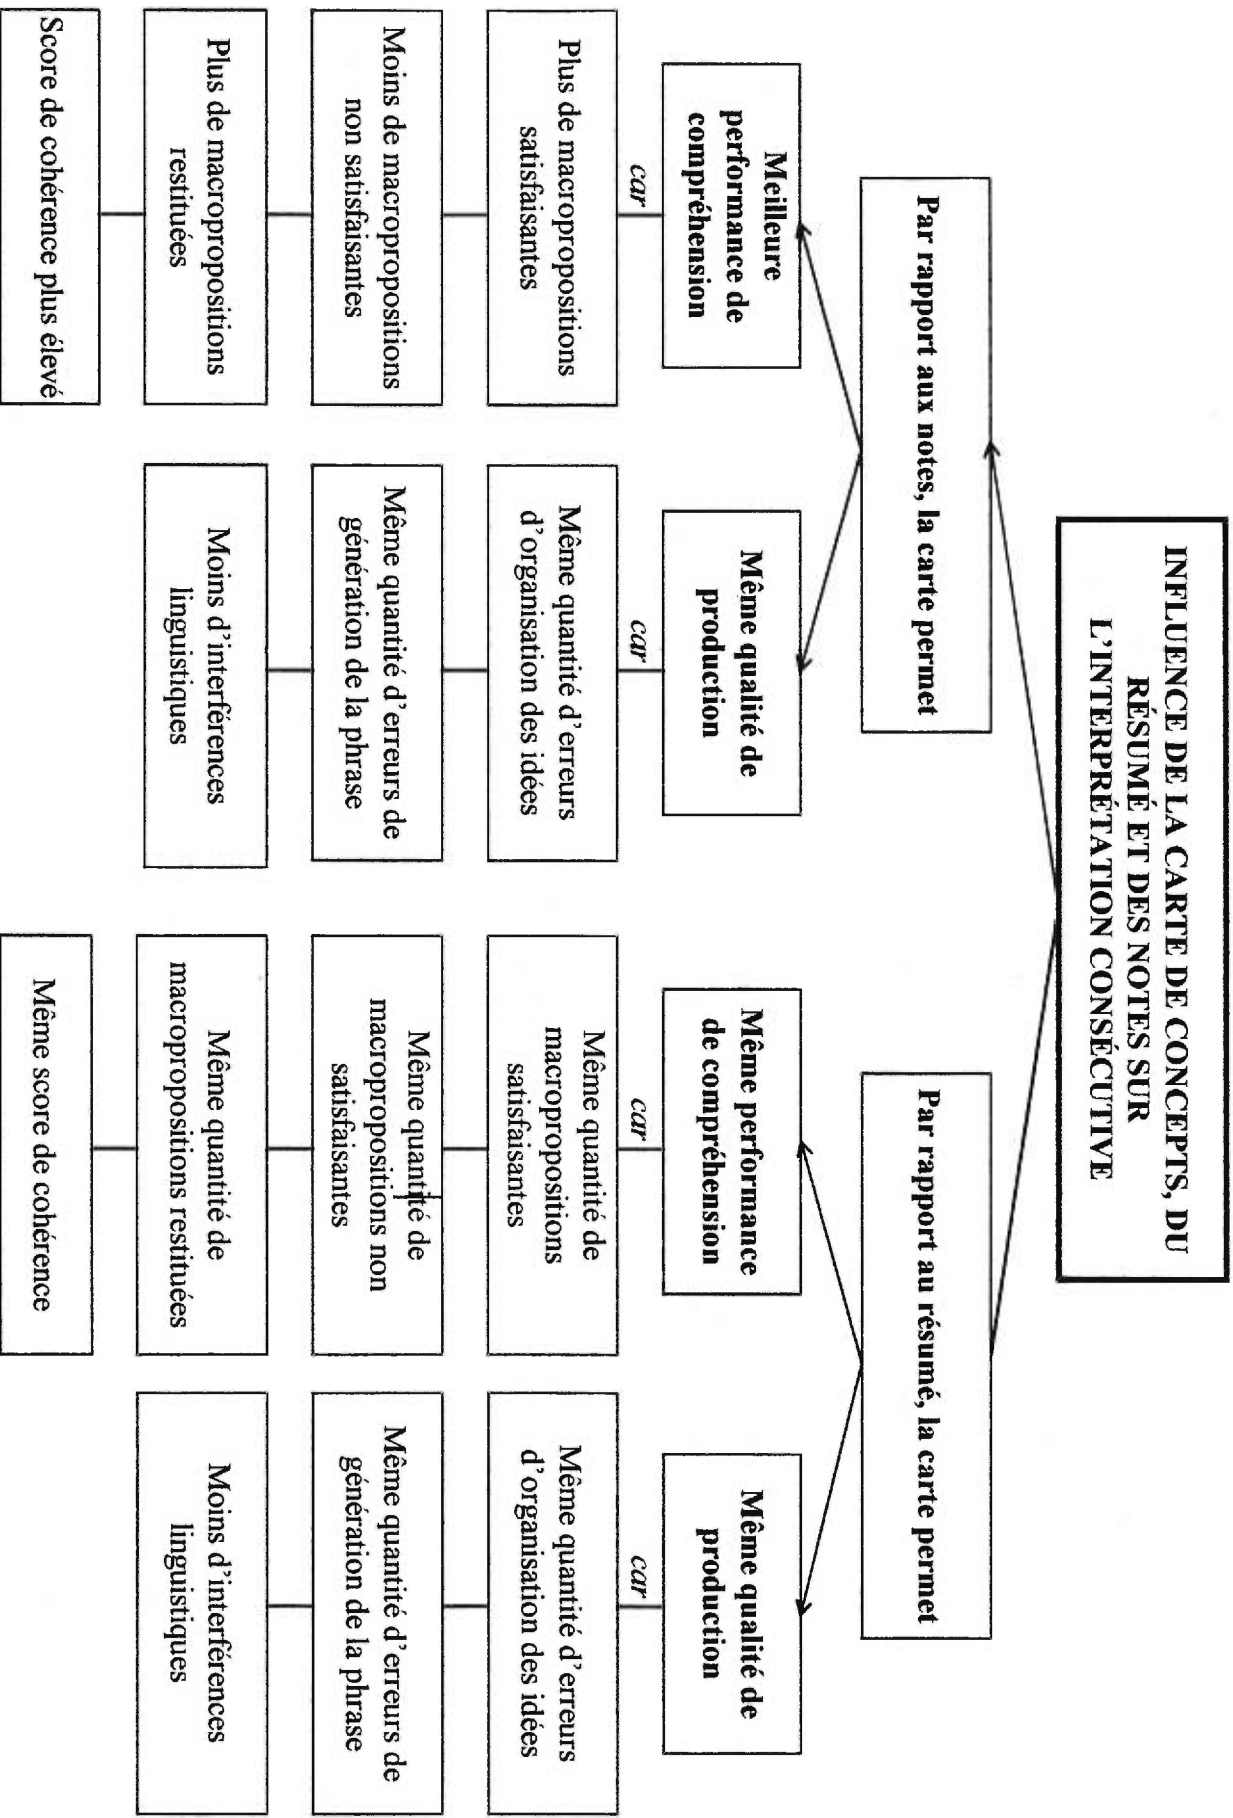 INFLUENCE DE LA CARTE DE CONCEPTS, DU
RÉSUMÉ ET DES NOTES SUR
L'INTERPRÉTATION CONSÉCUTIVE
Par rapport aux notes, la carte permet
Meilleure
performance de
compréhension
car
Plus de macropropositions
satisfaisantes
Moins de macropropositions
non satisfaisantes
Plus de macropropositions
restituées
Score de cohérence plus élevé
Même qualité de
production
car
Même quantité d'erreurs
d'organisation des idées
Même quantité d'erreurs de
génération de la phrase
Moins d'interférences
linguistiques
Par rapport au résumé, la carte permet
Même performance
de compréhension
car
Même quantité de
macropropositions
satisfaisantes
Même quantité de
macropropositions non
satisfaisantes
Même quantité de
macropropositions restituées
Même score de cohérence
Même qualité de
production
car
Même quantité d'erreurs
d'organisation des idées
Même quantité d'erreurs de
génération de la phrase
Moins d'interférences
linguistiques